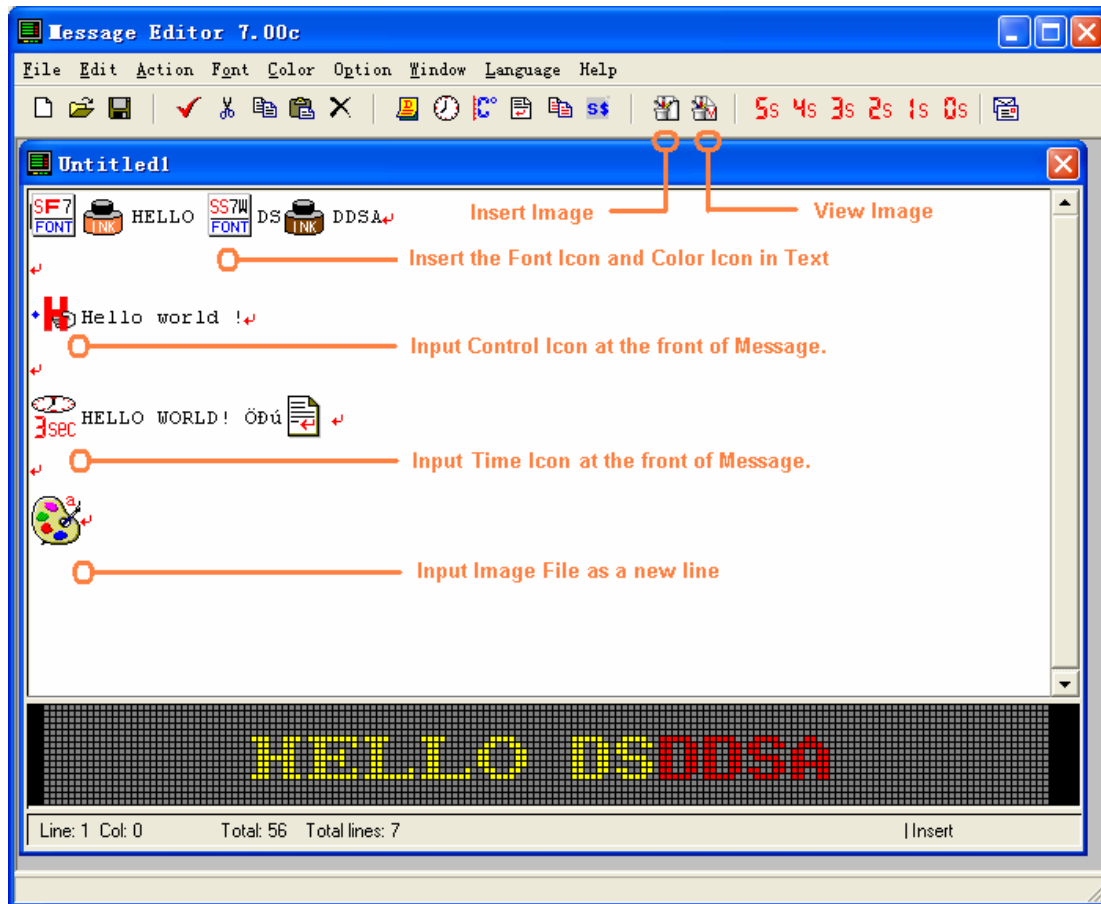 Message Editor 7.00c
File Edit Action Font Color Option Window Language Help
S$ 5s 4s 3s 2s 1s 0s
Untitled1
SF7 FONT INK HELLO SS7W FONT DS INK DDSA
Insert Image
View Image
Insert the Font Icon and Color Icon in Text
H Hello world !
Input Control Icon at the front of Message.
3sec HELLO WORLD! ÖÐú
Input Time Icon at the front of Message.
a
Input Image File as a new line
HELLO DSDDSA
Line: 1 Col: 0 Total: 56 Total lines: 7 | Insert